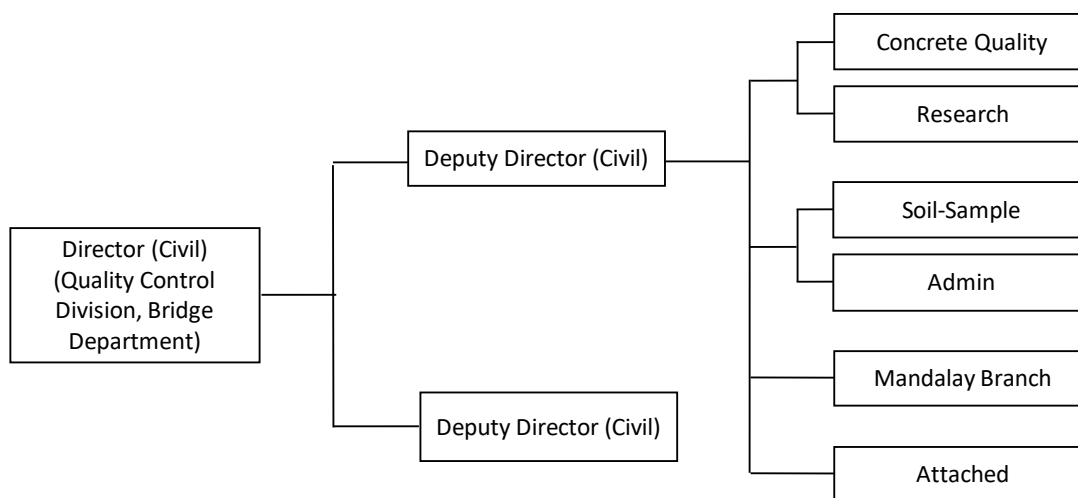 Concrete Quality
Research
Deputy Director (Civil)
Soil-Sample
Director (Civil)
(Quality Control
Division, Bridge
Department)
Admin
Mandalay Branch
Deputy Director (Civil)
Attached